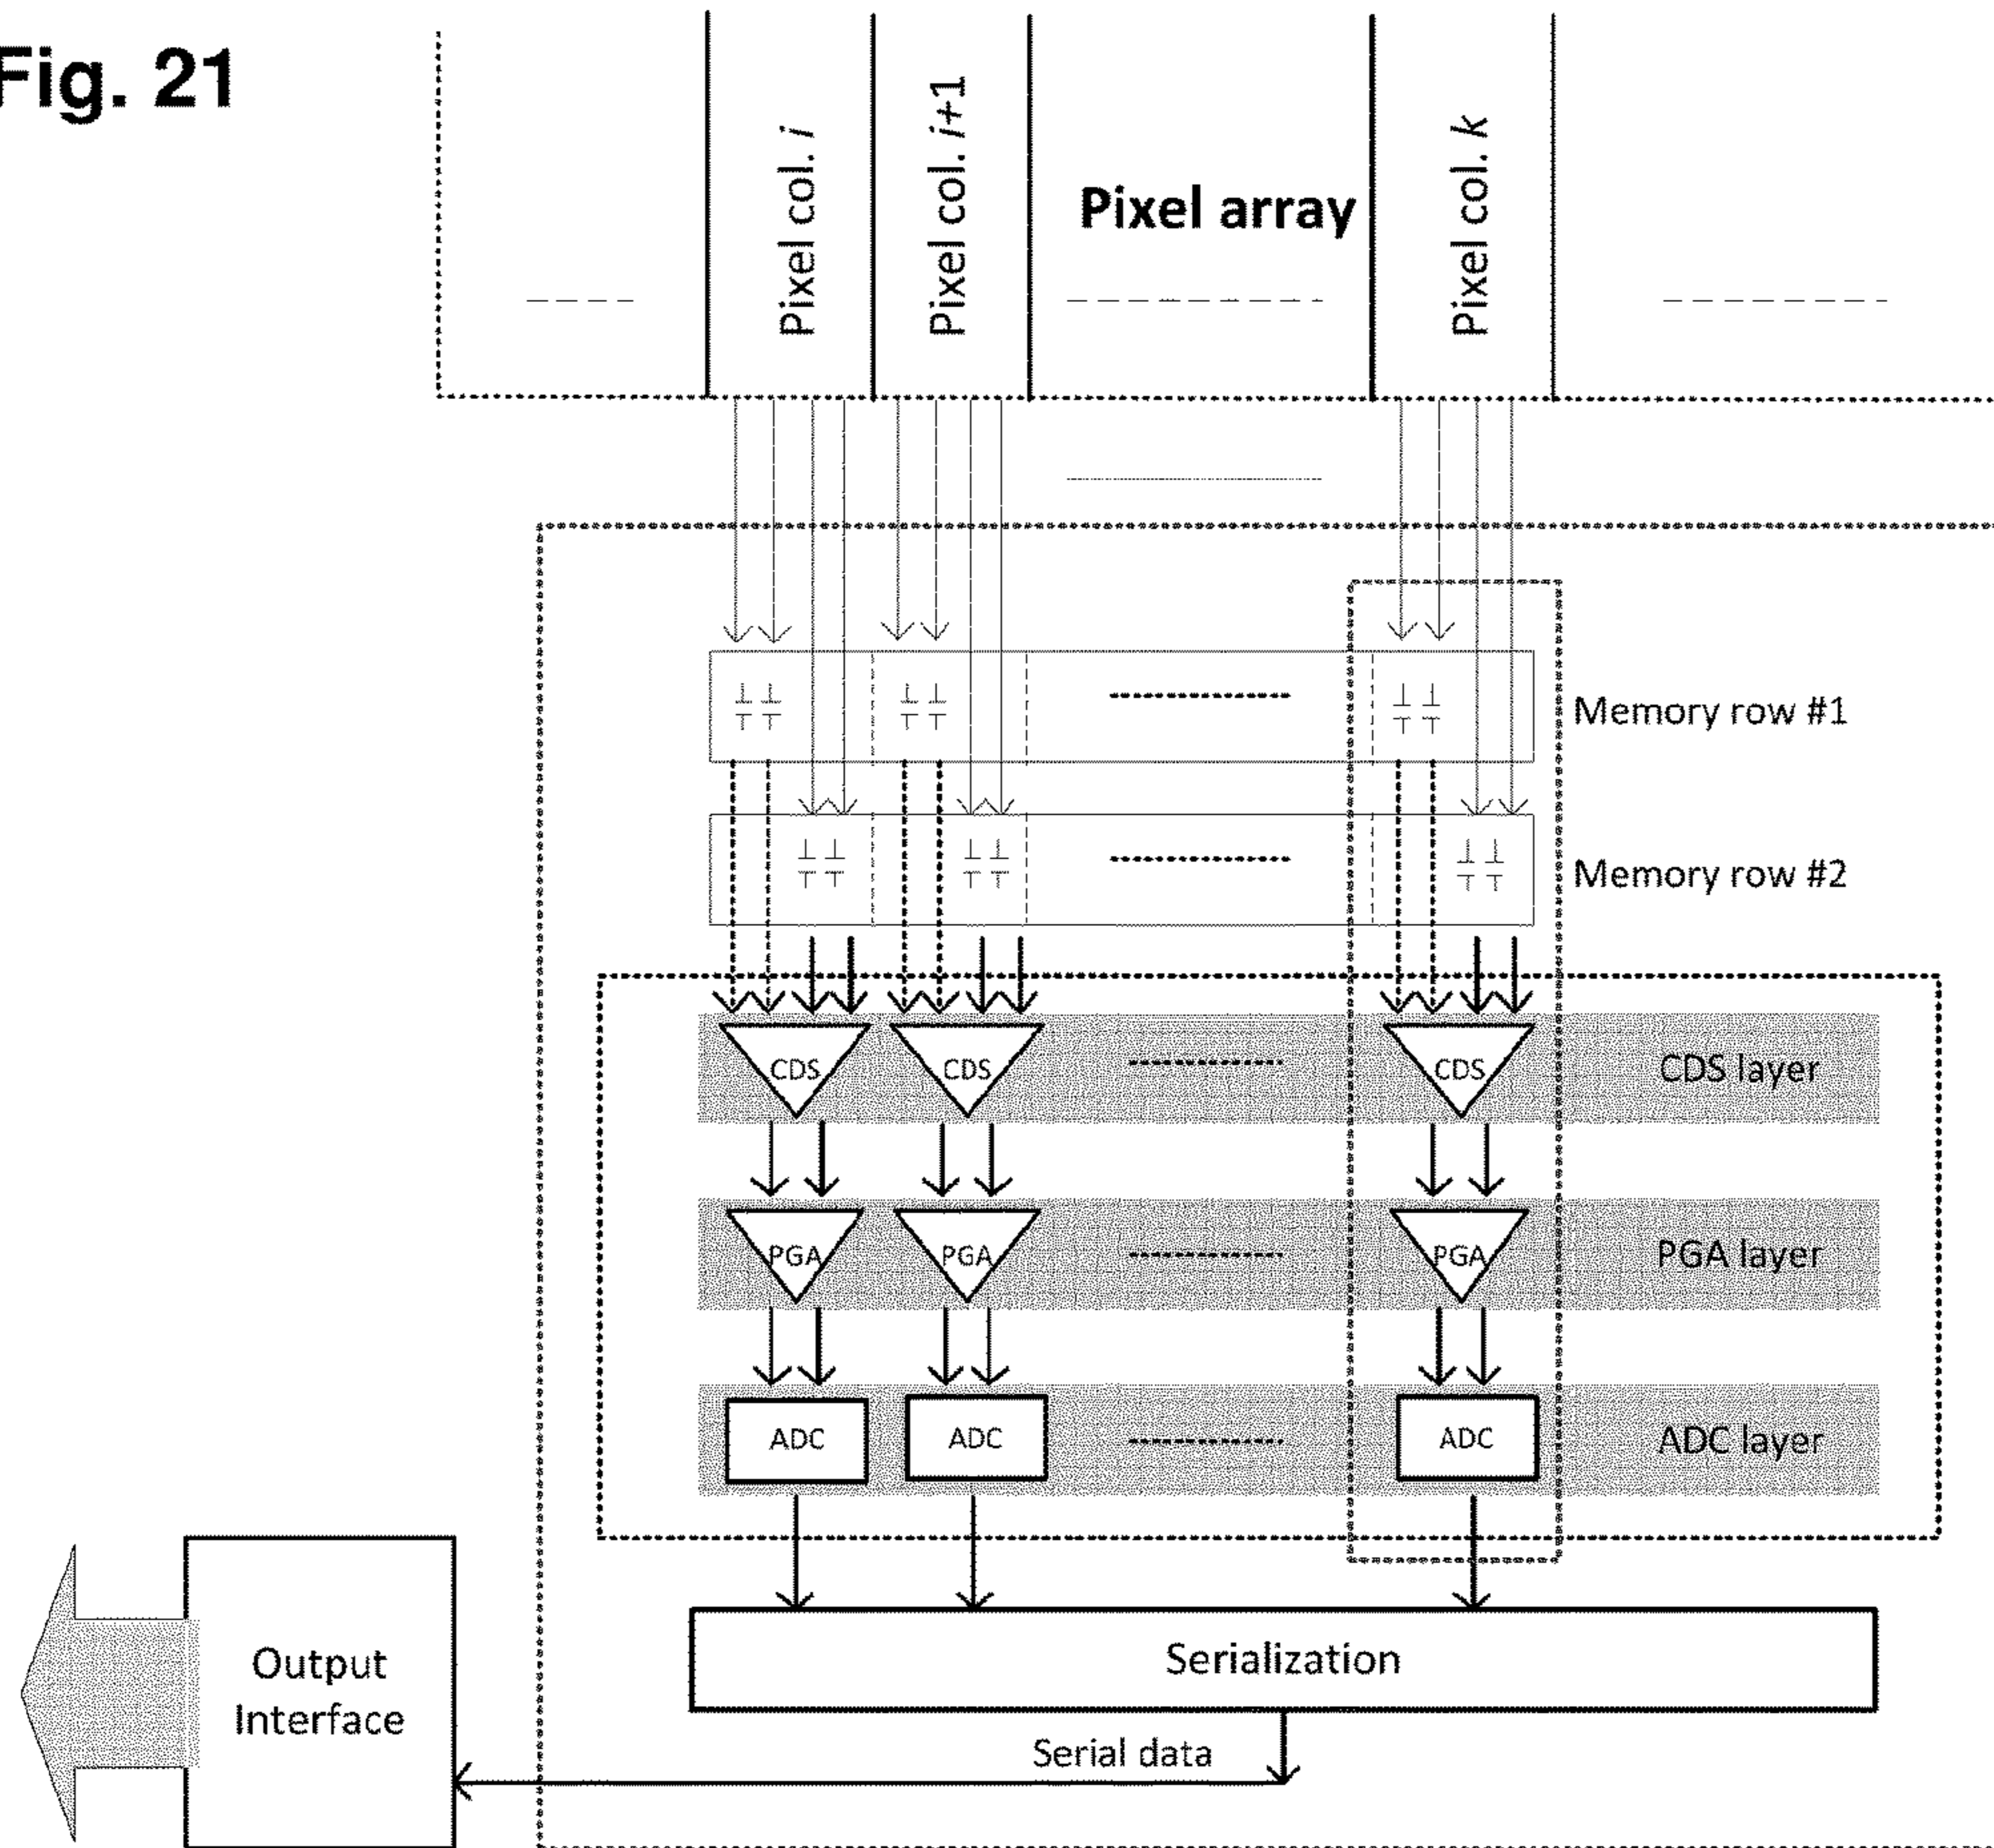 Fig. 21
Pixel col. i
Pixel col. i+1
Pixel array
Pixel col. k
Memory row #1
Memory row #2
CDS
CDS
CDS
CDS layer
PGA
PGA
PGA
PGA layer
ADC
ADC
ADC
ADC layer
Serialization
Output
Interface
Serial data